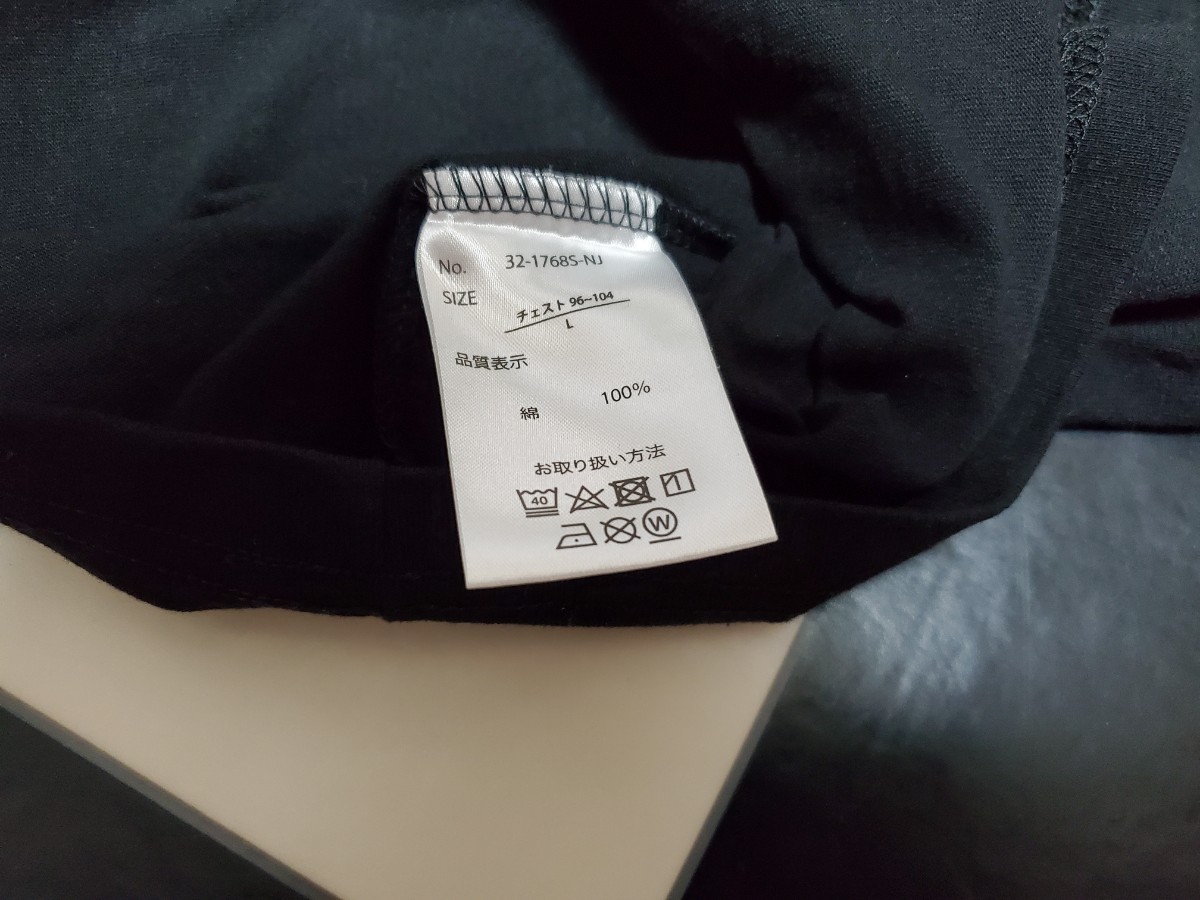 No. 32-1768S-NJ
SIZE チェスト 96~104
L
品質表示
綿 100%
お取り扱い方法
40
W